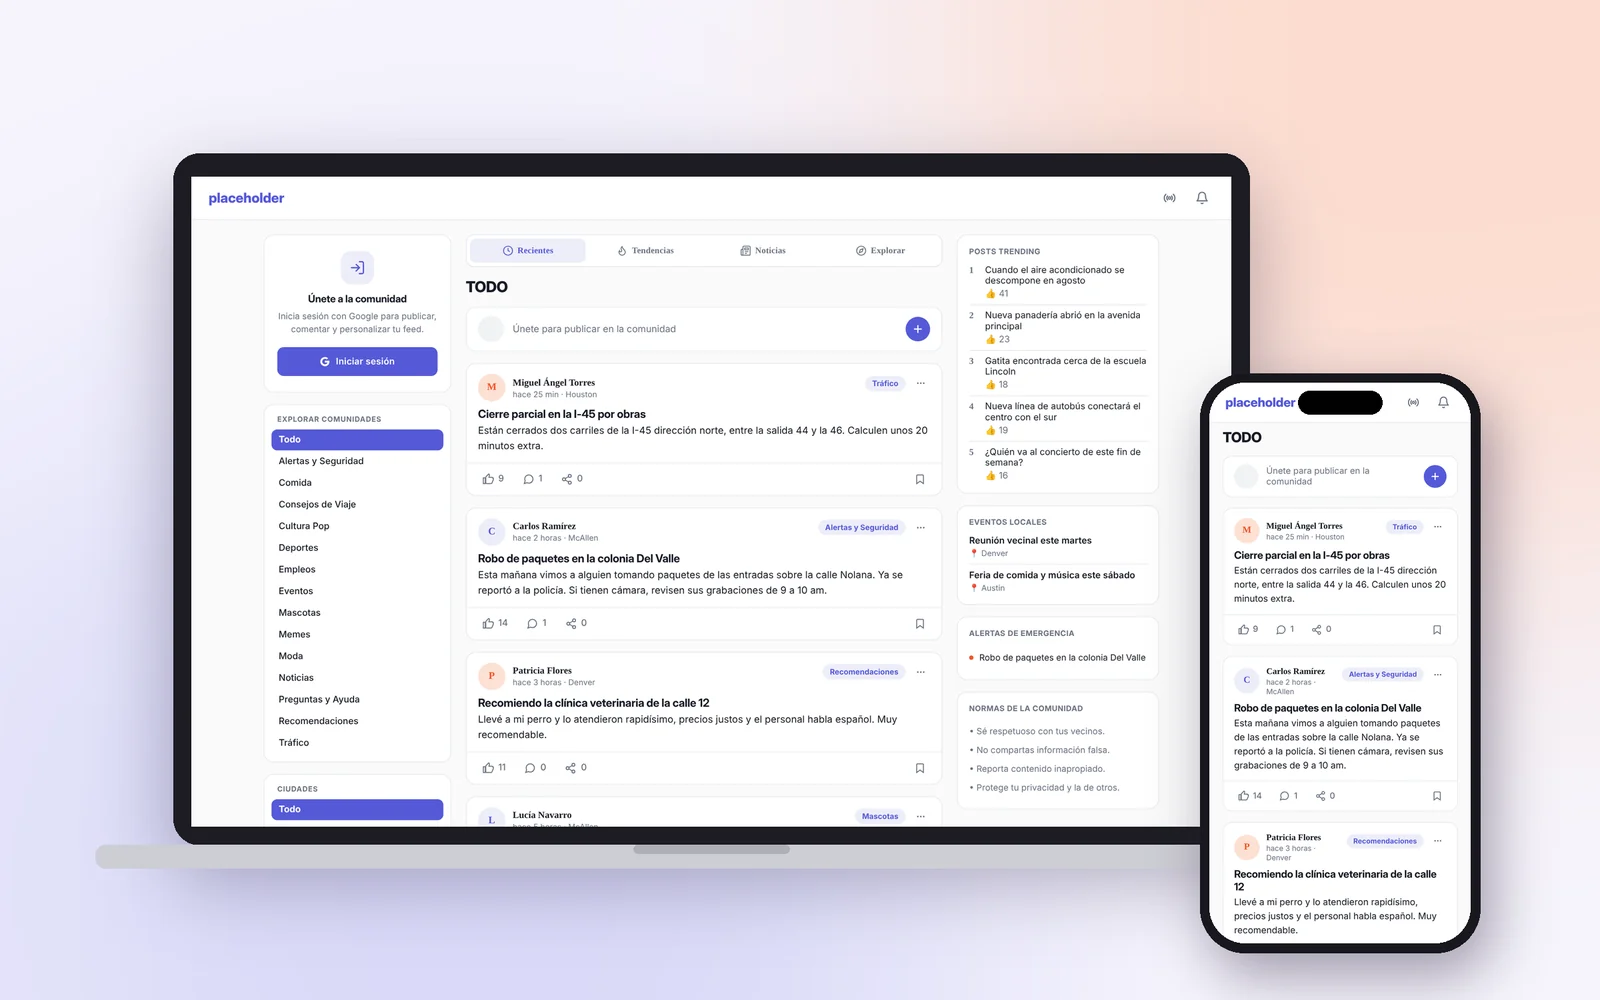 placeholder
Únete a la comunidad
Inicia sesión con Google para publicar,
comentar y personalizar tu feed.
G Iniciar sesión
EXPLORAR COMUNIDADES
Todo
Alertas y Seguridad
Comida
Consejos de Viaje
Cultura Pop
Deportes
Empleos
Eventos
Mascotas
Memes
Moda
Noticias
Preguntas y Ayuda
Recomendaciones
Tráfico
CIUDADES
Todo
Recientes Tendencias Noticias Explorar
TODO
Únete para publicar en la comunidad
M Miguel Ángel Torres Tráfico
hace 25 min · Houston
Cierre parcial en la I-45 por obras
Están cerrados dos carriles de la I-45 dirección norte, entre la salida 44 y la 46. Calculen unos 20
minutos extra.
9 1 0
C Carlos Ramírez Alertas y Seguridad
hace 2 horas · McAllen
Robo de paquetes en la colonia Del Valle
Esta mañana vimos a alguien tomando paquetes de las entradas sobre la calle Nolana. Ya se
reportó a la policía. Si tienen cámara, revisen sus grabaciones de 9 a 10 am.
14 1 0
P Patricia Flores Recomendaciones
hace 3 horas · Denver
Recomiendo la clínica veterinaria de la calle 12
Llevé a mi perro y lo atendieron rapidísimo, precios justos y el personal habla español. Muy
recomendable.
11 0 0
L Lucía Navarro Mascotas
hace 5 horas · McAllen
POSTS TRENDING
1 Cuando el aire acondicionado se
descompone en agosto
👍 41
2 Nueva panadería abrió en la avenida
principal
👍 23
3 Gatita encontrada cerca de la escuela
Lincoln
👍 18
4 Nueva línea de autobús conectará el
centro con el sur
👍 19
5 ¿Quién va al concierto de este fin de
semana?
👍 16
EVENTOS LOCALES
Reunión vecinal este martes
📍 Denver
Feria de comida y música este sábado
📍 Austin
ALERTAS DE EMERGENCIA
• Robo de paquetes en la colonia Del Valle
NORMAS DE LA COMUNIDAD
• Sé respetuoso con tus vecinos.
• No compartas información falsa.
• Reporta contenido inapropiado.
• Protege tu privacidad y la de otros.
placeholder
TODO
Únete para publicar en la
comunidad
M Miguel Ángel Torres Tráfico
hace 25 min · Houston
Cierre parcial en la I-45 por obras
Están cerrados dos carriles de la I-45 dirección
norte, entre la salida 44 y la 46. Calculen unos 20
minutos extra.
9 1 0
C Carlos Ramírez Alertas y Seguridad
hace 2 horas ·
McAllen
Robo de paquetes en la colonia Del Valle
Esta mañana vimos a alguien tomando paquetes
de las entradas sobre la calle Nolana. Ya se
reportó a la policía. Si tienen cámara, revisen sus
grabaciones de 9 a 10 am.
14 1 0
P Patricia Flores Recomendaciones
hace 3 horas ·
Denver
Recomiendo la clínica veterinaria de la calle
12
Llevé a mi perro y lo atendieron rapidísimo,
precios justos y el personal habla español. Muy
recomendable.